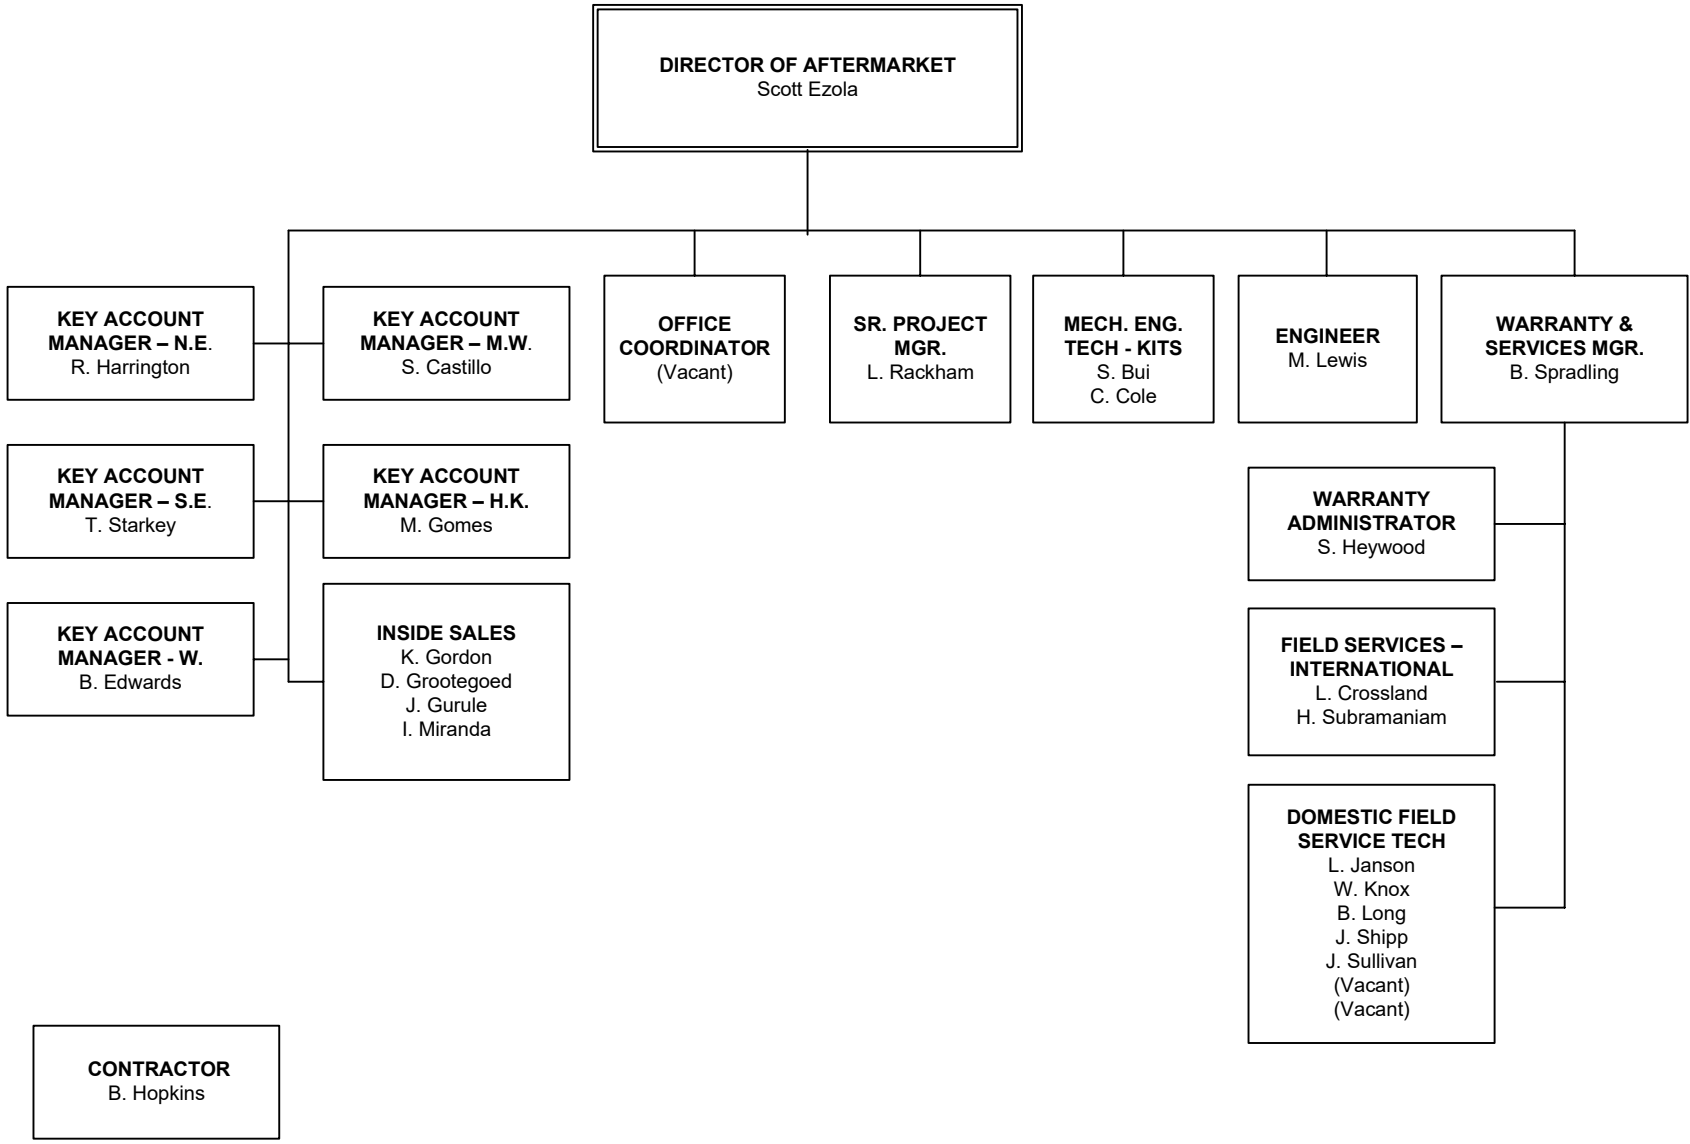 DIRECTOR OF AFTERMARKET
Scott Ezola
KEY ACCOUNT
MANAGER – N.E.
R. Harrington
KEY ACCOUNT
MANAGER – M.W.
S. Castillo
OFFICE
COORDINATOR
(Vacant)
SR. PROJECT
MGR.
L. Rackham
MECH. ENG.
TECH - KITS
S. Bui
C. Cole
ENGINEER
M. Lewis
WARRANTY &
SERVICES MGR.
B. Spradling
KEY ACCOUNT
MANAGER – S.E.
T. Starkey
KEY ACCOUNT
MANAGER – H.K.
M. Gomes
WARRANTY
ADMINISTRATOR
S. Heywood
KEY ACCOUNT
MANAGER - W.
B. Edwards
INSIDE SALES
K. Gordon
D. Grootegoed
J. Gurule
I. Miranda
FIELD SERVICES –
INTERNATIONAL
L. Crossland
H. Subramaniam
DOMESTIC FIELD
SERVICE TECH
L. Janson
W. Knox
B. Long
J. Shipp
J. Sullivan
(Vacant)
(Vacant)
CONTRACTOR
B. Hopkins